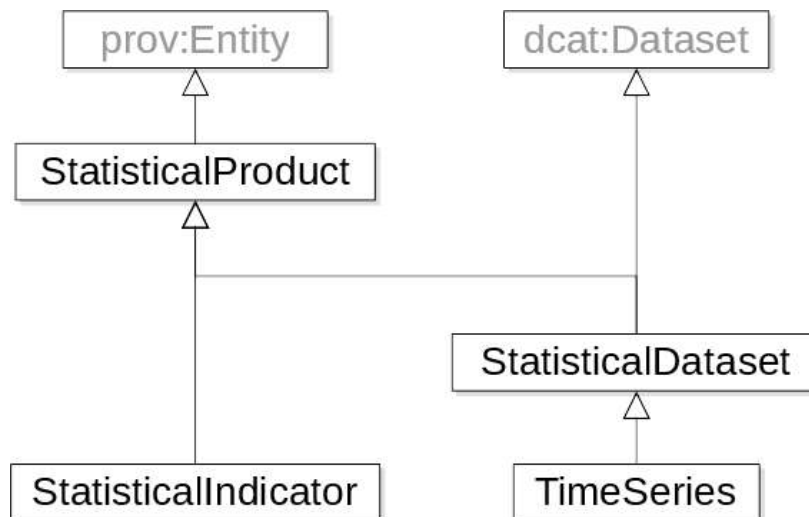 prov:Entity
dcat:Dataset
StatisticalProduct
StatisticalDataset
StatisticalIndicator
TimeSeries